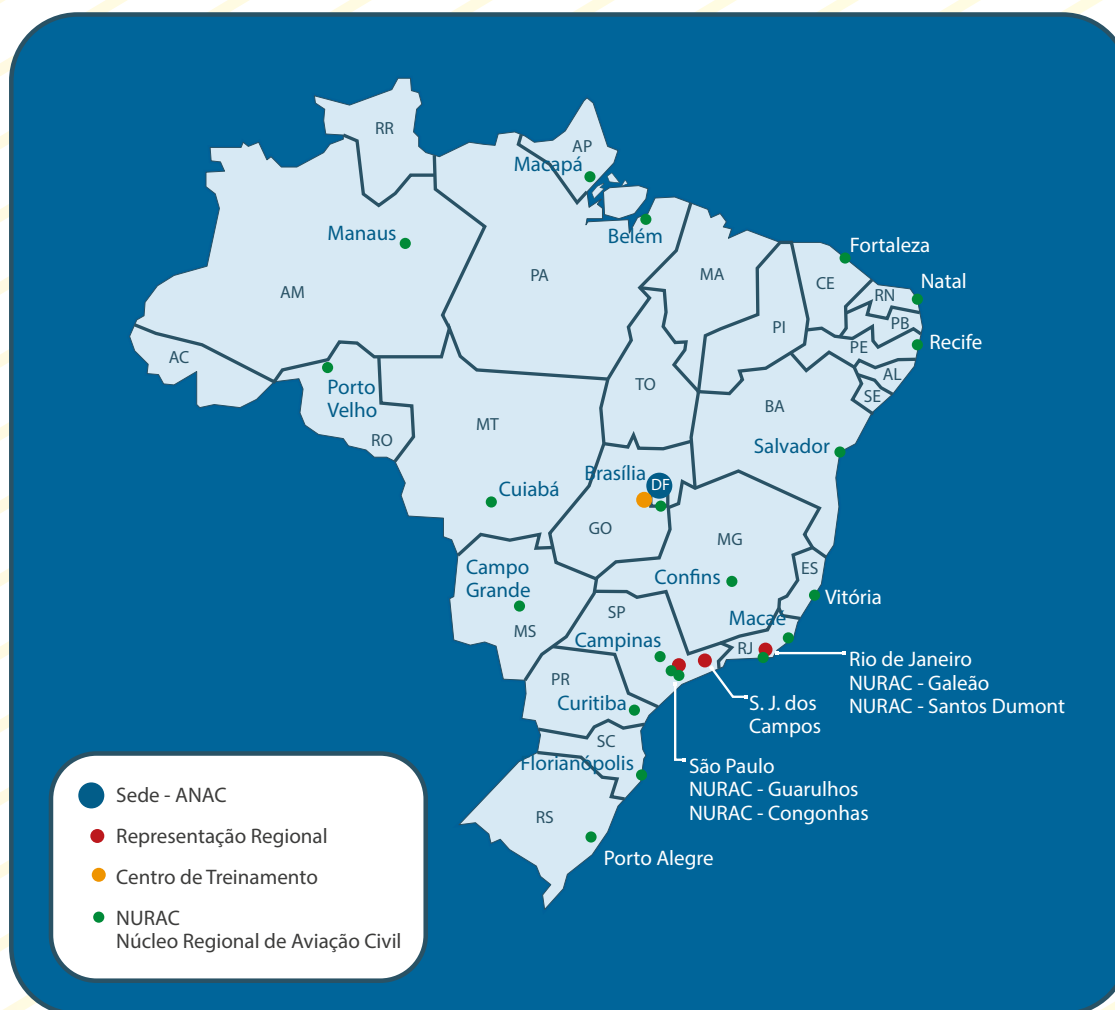 RR
AP
Macapá
Manaus
Belém
Fortaleza
PA
MA
CE
Natal
AM
RN
PI
PB
Recife
PE
AC
AL
TO
Porto
Velho
SE
BA
MT
RO
Salvador
Brasília
DF
Cuiabá
GO
MG
Confins
ES
Campo
Grande
Vitória
SP
Macaé
MS
Campinas
RJ
Rio de Janeiro
NURAC - Galeão
NURAC - Santos Dumont
PR
Curitiba
S. J. dos
Campos
SC
Florianópolis
São Paulo
NURAC - Guarulhos
NURAC - Congonhas
RS
Porto Alegre
Sede - ANAC
Representação Regional
Centro de Treinamento
NURAC
Núcleo Regional de Aviação Civil